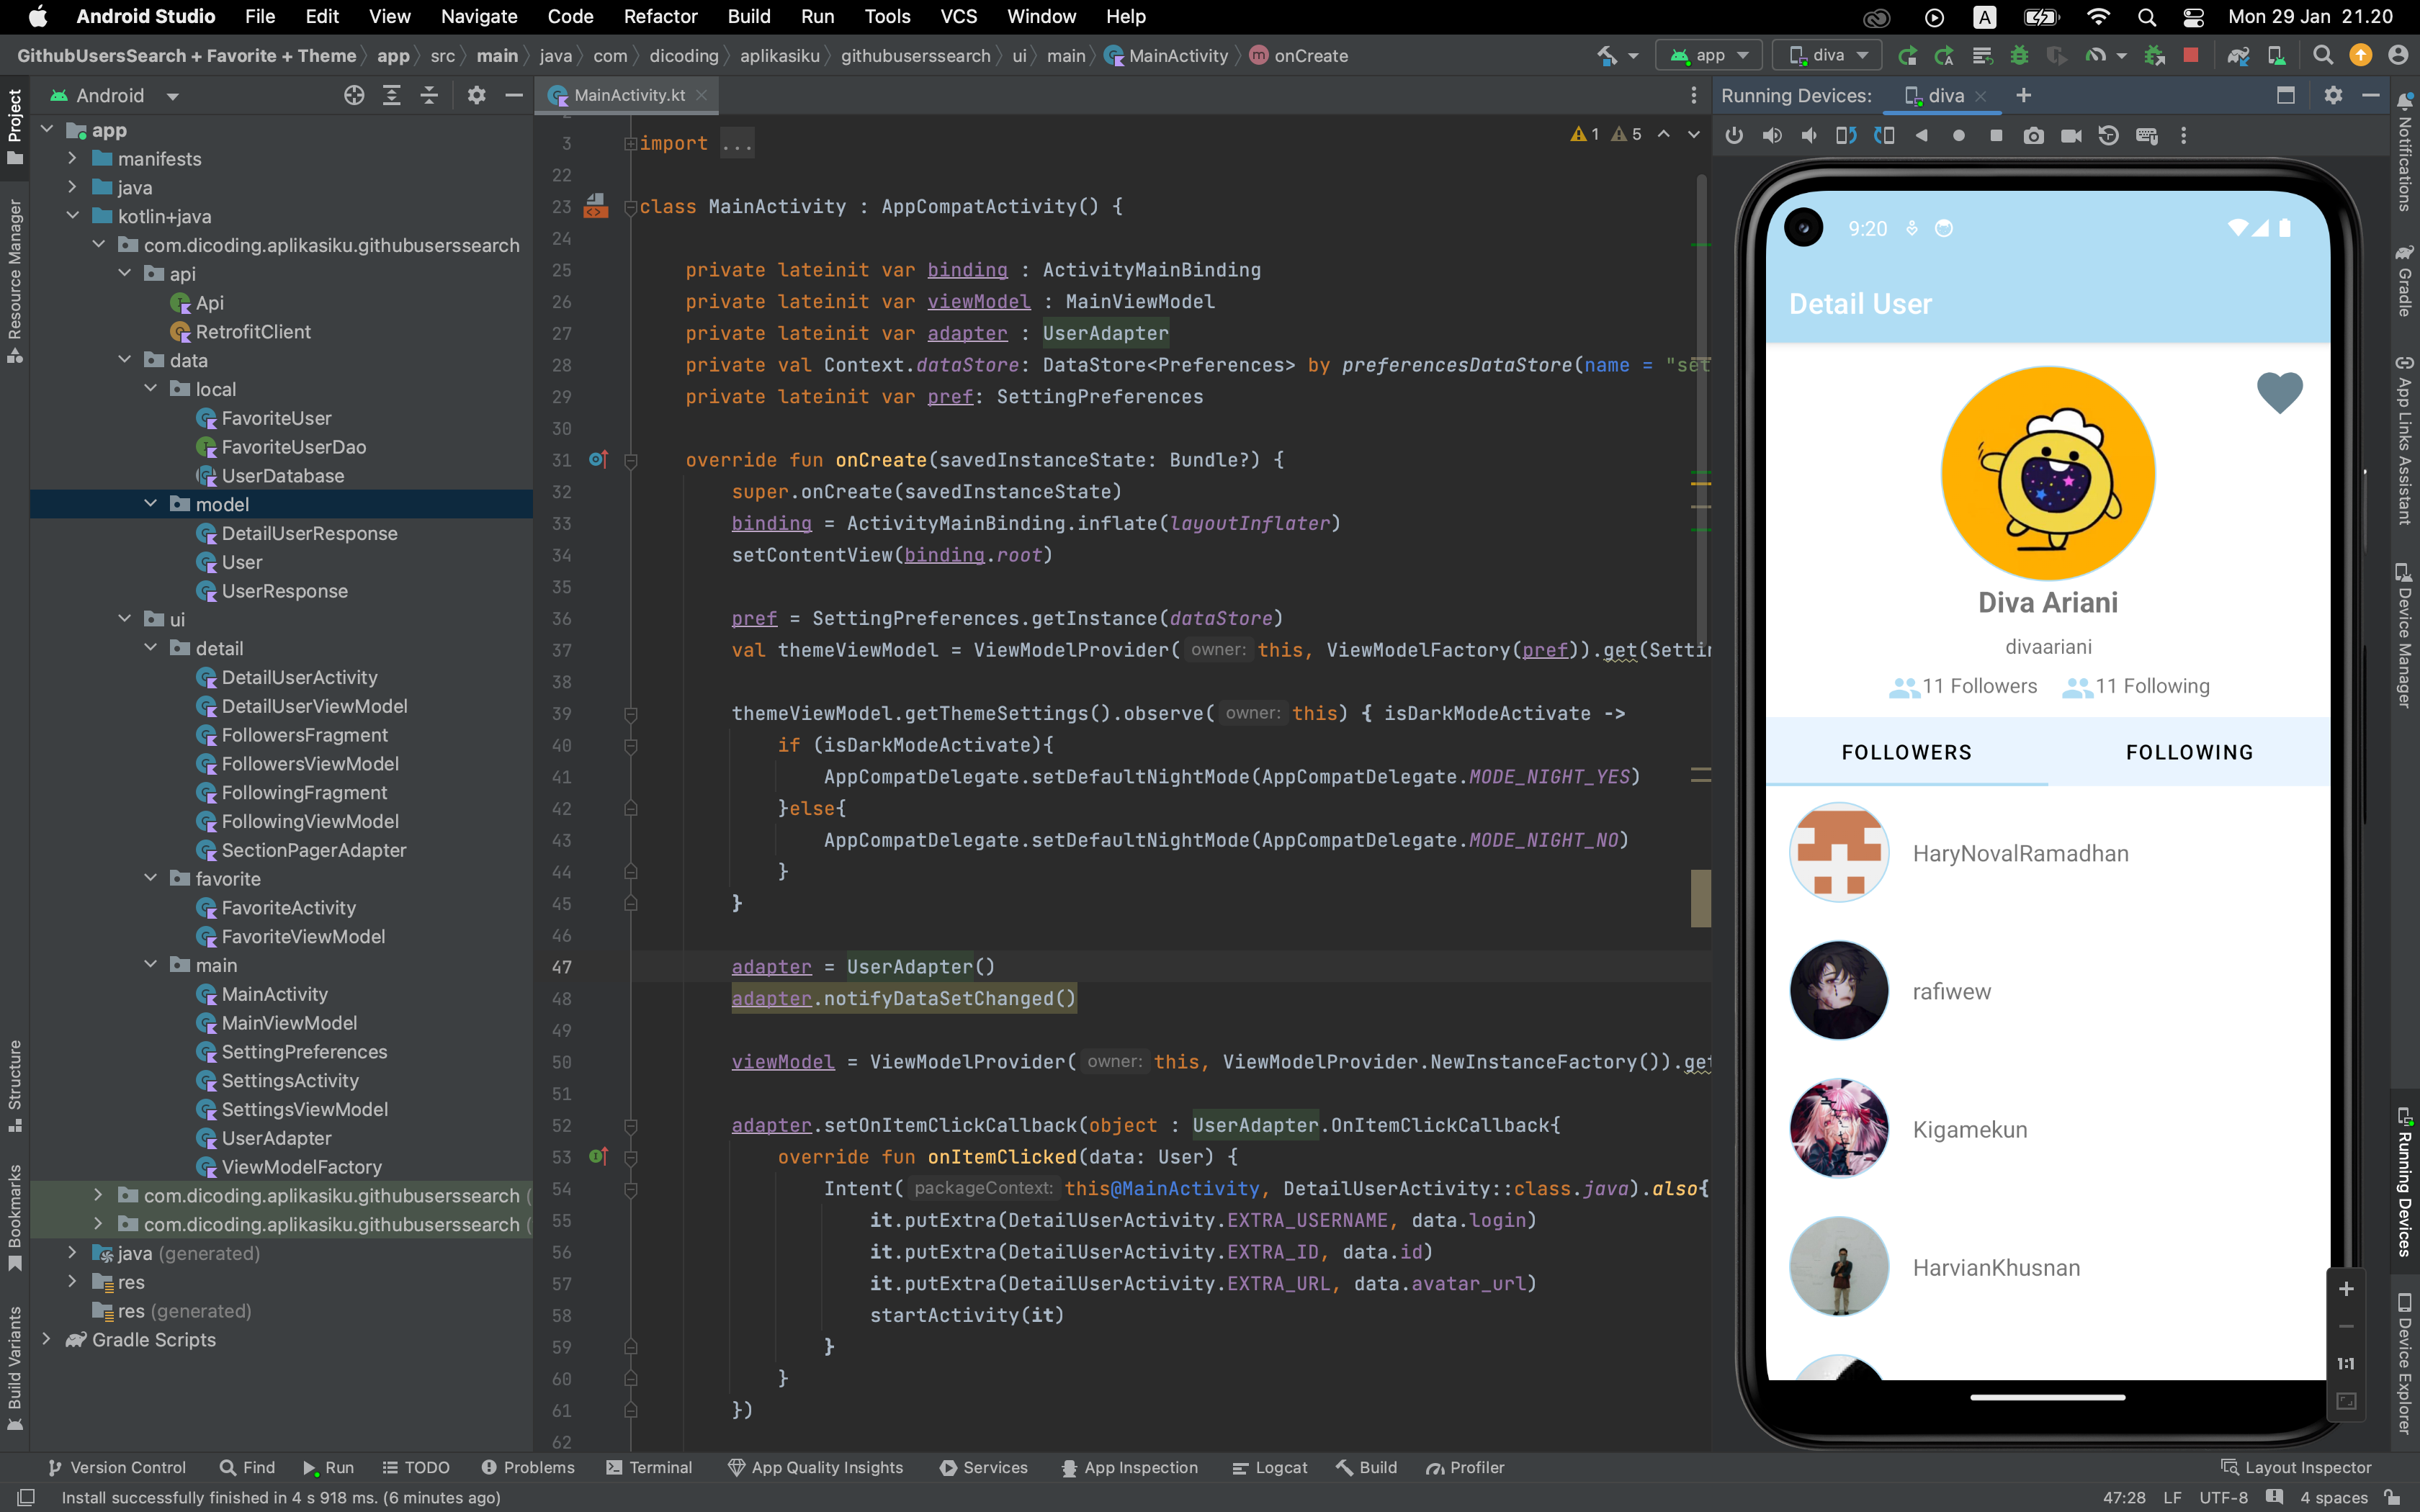 Android Studio File Edit View Navigate Code Refactor Build Run Tools VCS Window Help A Mon 29 Jan 21.20
GithubUsersSearch + Favorite + Theme app src main java com dicoding aplikasiku githubuserssearch ui main MainActivity m onCreate app diva
Project
Resource Manager
Structure
Bookmarks
Build Variants
Android
app
manifests
java
kotlin+java
com.dicoding.aplikasiku.githubuserssearch
api
Api
RetrofitClient
data
local
FavoriteUser
FavoriteUserDao
UserDatabase
model
DetailUserResponse
User
UserResponse
ui
detail
DetailUserActivity
DetailUserViewModel
FollowersFragment
FollowersViewModel
FollowingFragment
FollowingViewModel
SectionPagerAdapter
favorite
FavoriteActivity
FavoriteViewModel
main
MainActivity
MainViewModel
SettingPreferences
SettingsActivity
SettingsViewModel
UserAdapter
ViewModelFactory
com.dicoding.aplikasiku.githubuserssearch (
com.dicoding.aplikasiku.githubuserssearch (
java (generated)
res
res (generated)
Gradle Scripts
MainActivity.kt
1 5
3 import ...
22
23 class MainActivity : AppCompatActivity() {
24
25 private lateinit var binding : ActivityMainBinding
26 private lateinit var viewModel : MainViewModel
27 private lateinit var adapter : UserAdapter
28 private val Context.dataStore: DataStore<Preferences> by preferencesDataStore(name = "set
29 private lateinit var pref: SettingPreferences
30
31 override fun onCreate(savedInstanceState: Bundle?) {
32 super.onCreate(savedInstanceState)
33 binding = ActivityMainBinding.inflate(layoutInflater)
34 setContentView(binding.root)
35
36 pref = SettingPreferences.getInstance(dataStore)
37 val themeViewModel = ViewModelProvider( owner: this, ViewModelFactory(pref)).get(Settin
38
39 themeViewModel.getThemeSettings().observe( owner: this) { isDarkModeActivate ->
40 if (isDarkModeActivate){
41 AppCompatDelegate.setDefaultNightMode(AppCompatDelegate.MODE_NIGHT_YES)
42 }else{
43 AppCompatDelegate.setDefaultNightMode(AppCompatDelegate.MODE_NIGHT_NO)
44 }
45 }
46
47 adapter = UserAdapter()
48 adapter.notifyDataSetChanged()
49
50 viewModel = ViewModelProvider( owner: this, ViewModelProvider.NewInstanceFactory()).get
51
52 adapter.setOnItemClickCallback(object : UserAdapter.OnItemClickCallback{
53 override fun onItemClicked(data: User) {
54 Intent( packageContext: this@MainActivity, DetailUserActivity::class.java).also{
55 it.putExtra(DetailUserActivity.EXTRA_USERNAME, data.login)
56 it.putExtra(DetailUserActivity.EXTRA_ID, data.id)
57 it.putExtra(DetailUserActivity.EXTRA_URL, data.avatar_url)
58 startActivity(it)
59 }
60 }
61 })
62
Running Devices: diva
9:20
Detail User
Diva Ariani
divaariani
11 Followers 11 Following
FOLLOWERS FOLLOWING
HaryNovalRamadhan
rafiwew
Kigamekun
HarvianKhusnan
1:1
Notifications
Gradle
App Links Assistant
Device Manager
Running Devices
Device Explorer
Version Control Find Run TODO Problems Terminal App Quality Insights Services App Inspection Logcat Build Profiler Layout Inspector
Install successfully finished in 4 s 918 ms. (6 minutes ago) 47:28 LF UTF-8 4 spaces